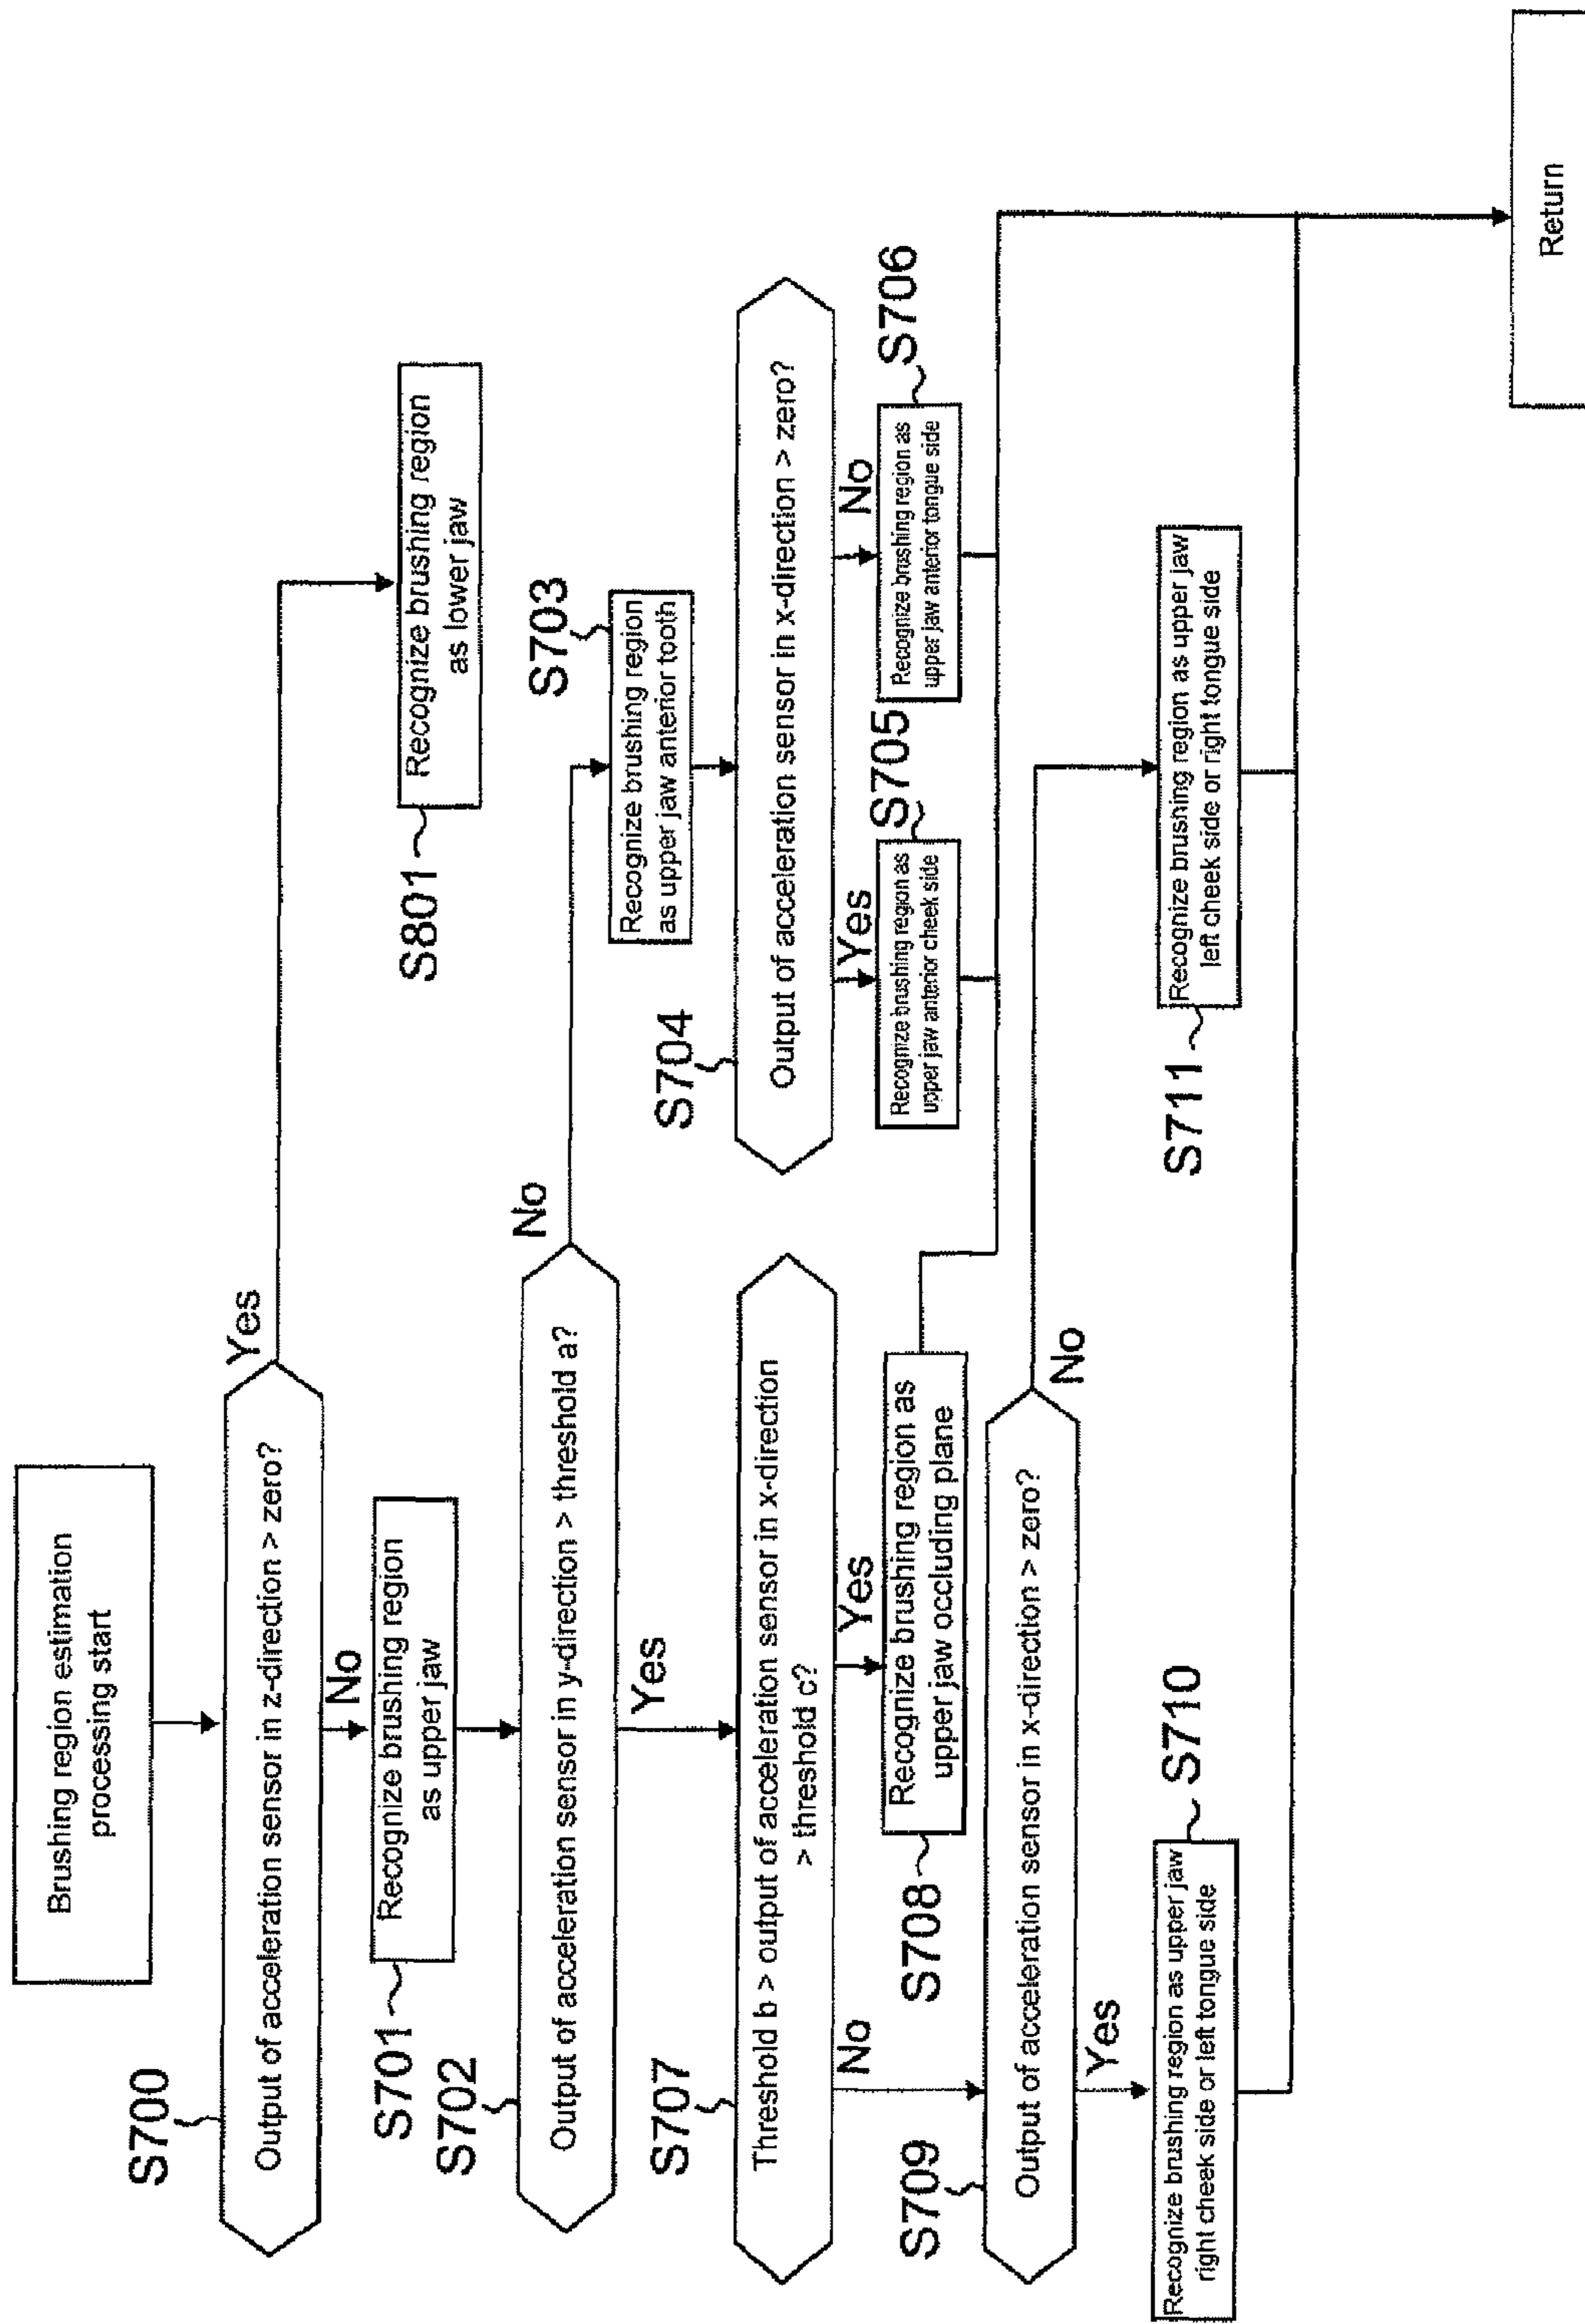 Brushing region estimation
processing start
S700
Output of acceleration sensor in z-direction > zero?
Yes
No
S701
Recognize brushing region
as upper jaw
S801
Recognize brushing region
as lower jaw
S702
Output of acceleration sensor in y-direction > threshold a?
No
Yes
S703
Recognize brushing region
as upper jaw anterior tooth
S707
Threshold b > output of acceleration sensor in x-direction
> threshold c?
S704
Output of acceleration sensor in x-direction > zero?
No
Yes
Yes
No
S708
Recognize brushing region as
upper jaw occluding plane
S705
Recognize brushing region as
upper jaw anterior cheek side
S706
Recognize brushing region as
upper jaw anterior tongue side
S709
Output of acceleration sensor in x-direction > zero?
No
Yes
S710
Recognize brushing region as upper jaw
right cheek side or left tongue side
S711
Recognize brushing region as upper jaw
left cheek side or right tongue side
Return